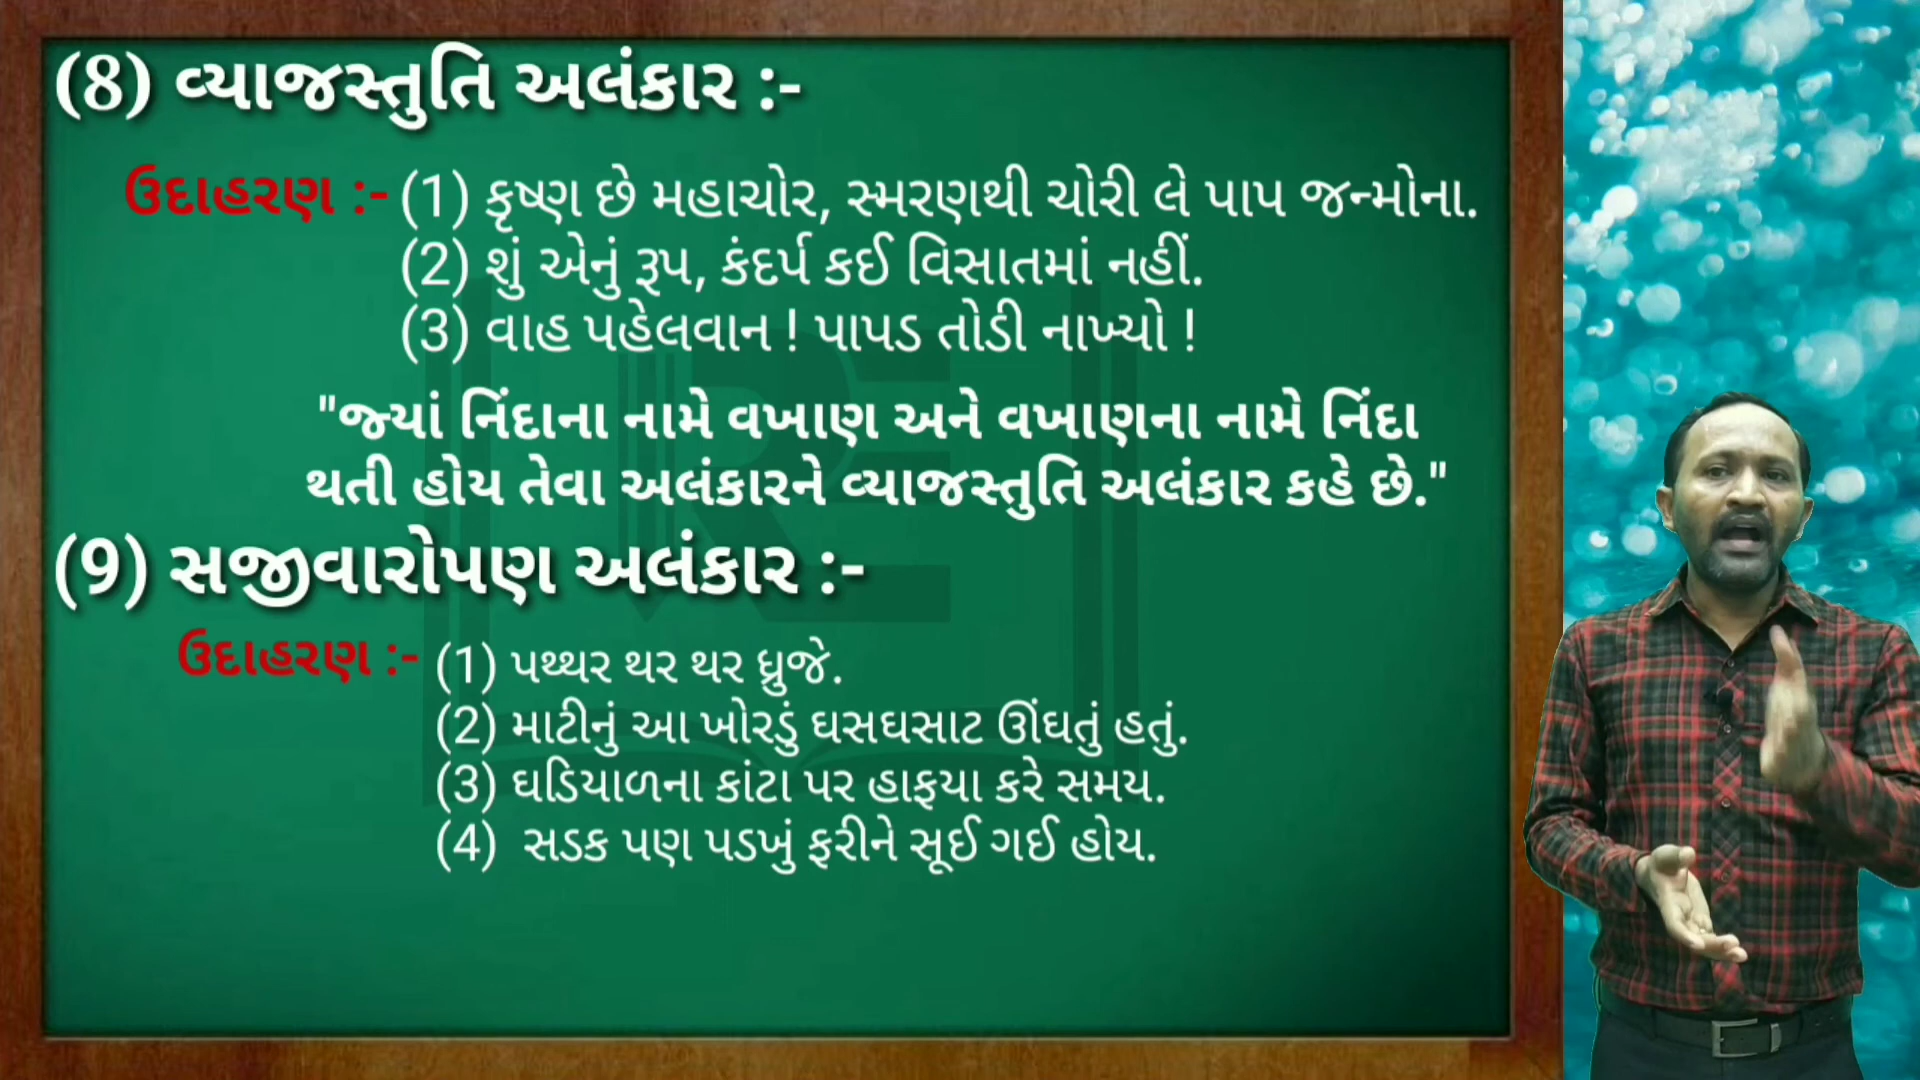 (8) વ્યાજસ્તુતિ અલંકાર :-
ઉદાહરણ :- (1) કૃષ્ણ છે મહાચોર, સ્મરણથી ચોરી લે પાપ જન્મોના.
(2) શું એનું રૂપ, કંદર્પ કઈ વિસાતમાં નહીં.
(3) વાહ પહેલવાન ! પાપડ તોડી નાખ્યો !
"જ્યાં નિંદાના નામે વખાણ અને વખાણના નામે નિંદા
થતી હોય તેવા અલંકારને વ્યાજસ્તુતિ અલંકાર કહે છે."
(9) સજીવારોપણ અલંકાર :-
ઉદાહરણ :- (1) પથ્થર થર થર ધ્રુજે.
(2) માટીનું આ ખોરડું ઘસઘસાટ ઊંઘતું હતું.
(3) ઘડિયાળના કાંટા પર હાફયા કરે સમય.
(4) સડક પણ પડખું ફરીને સૂઈ ગઈ હોય.